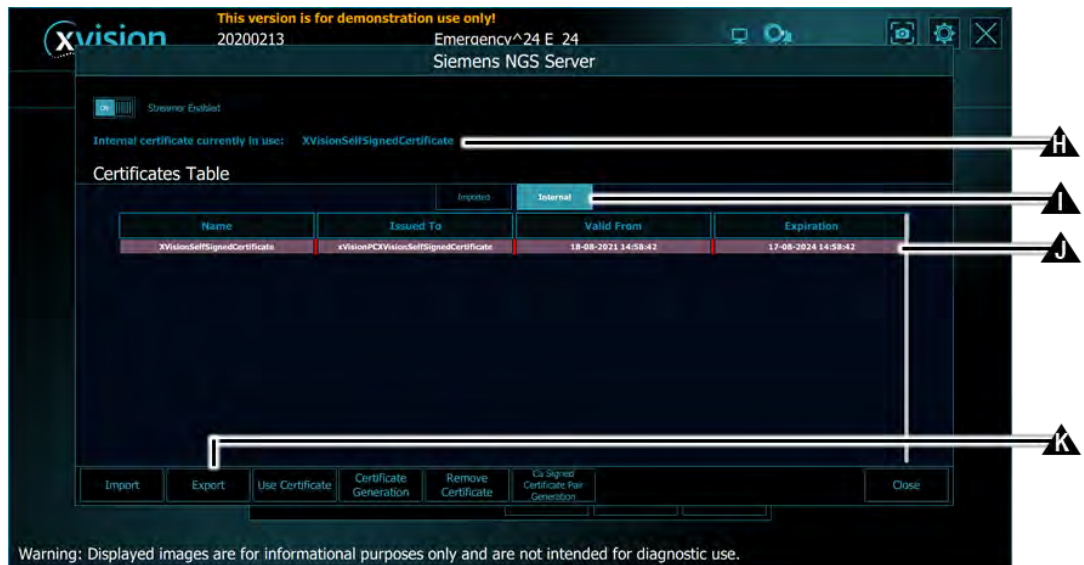 This version is for demonstration use only!
xvision 20200213 Emergency^24 E 24
Siemens NGS Server
ON Streamer Enabled
Internal certificate currently in use: XVisionSelfSignedCertificate
H
Certificates Table
Imported Internal
I
Name Issued To Valid From Expiration
XVisionSelfSignedCertificate xVisionPCXVisionSelfSignedCertificate 18-08-2021 14:58:42 17-08-2024 14:58:42
J
K
Import Export Use Certificate Certificate Generation Remove Certificate Ca Signed Certificate Pair Generation Close
Warning: Displayed images are for informational purposes only and are not intended for diagnostic use.